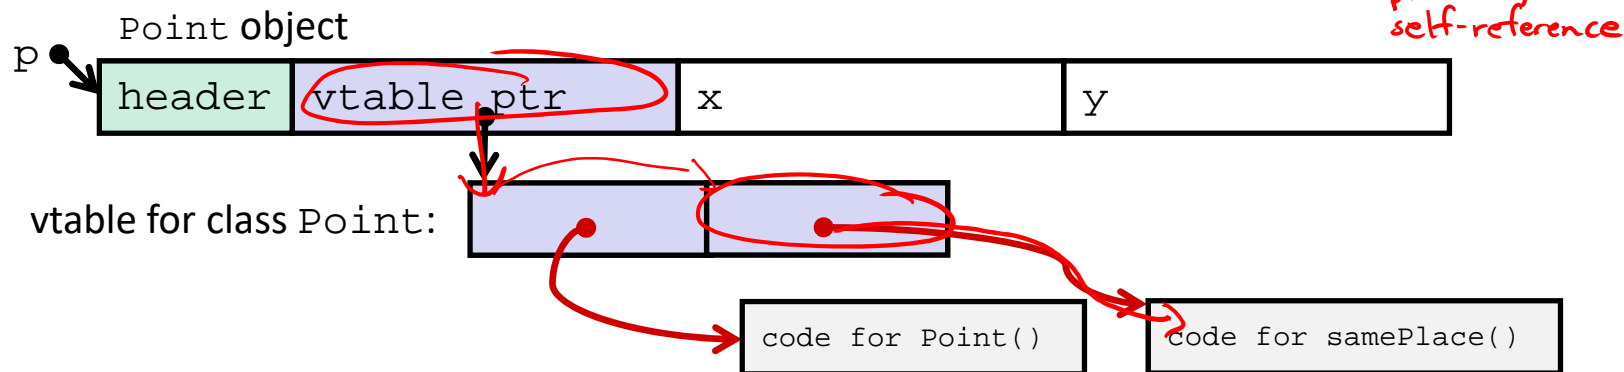 self-reference
Point object
p
header vtable ptr x y
vtable for class Point:
code for Point() code for samePlace()